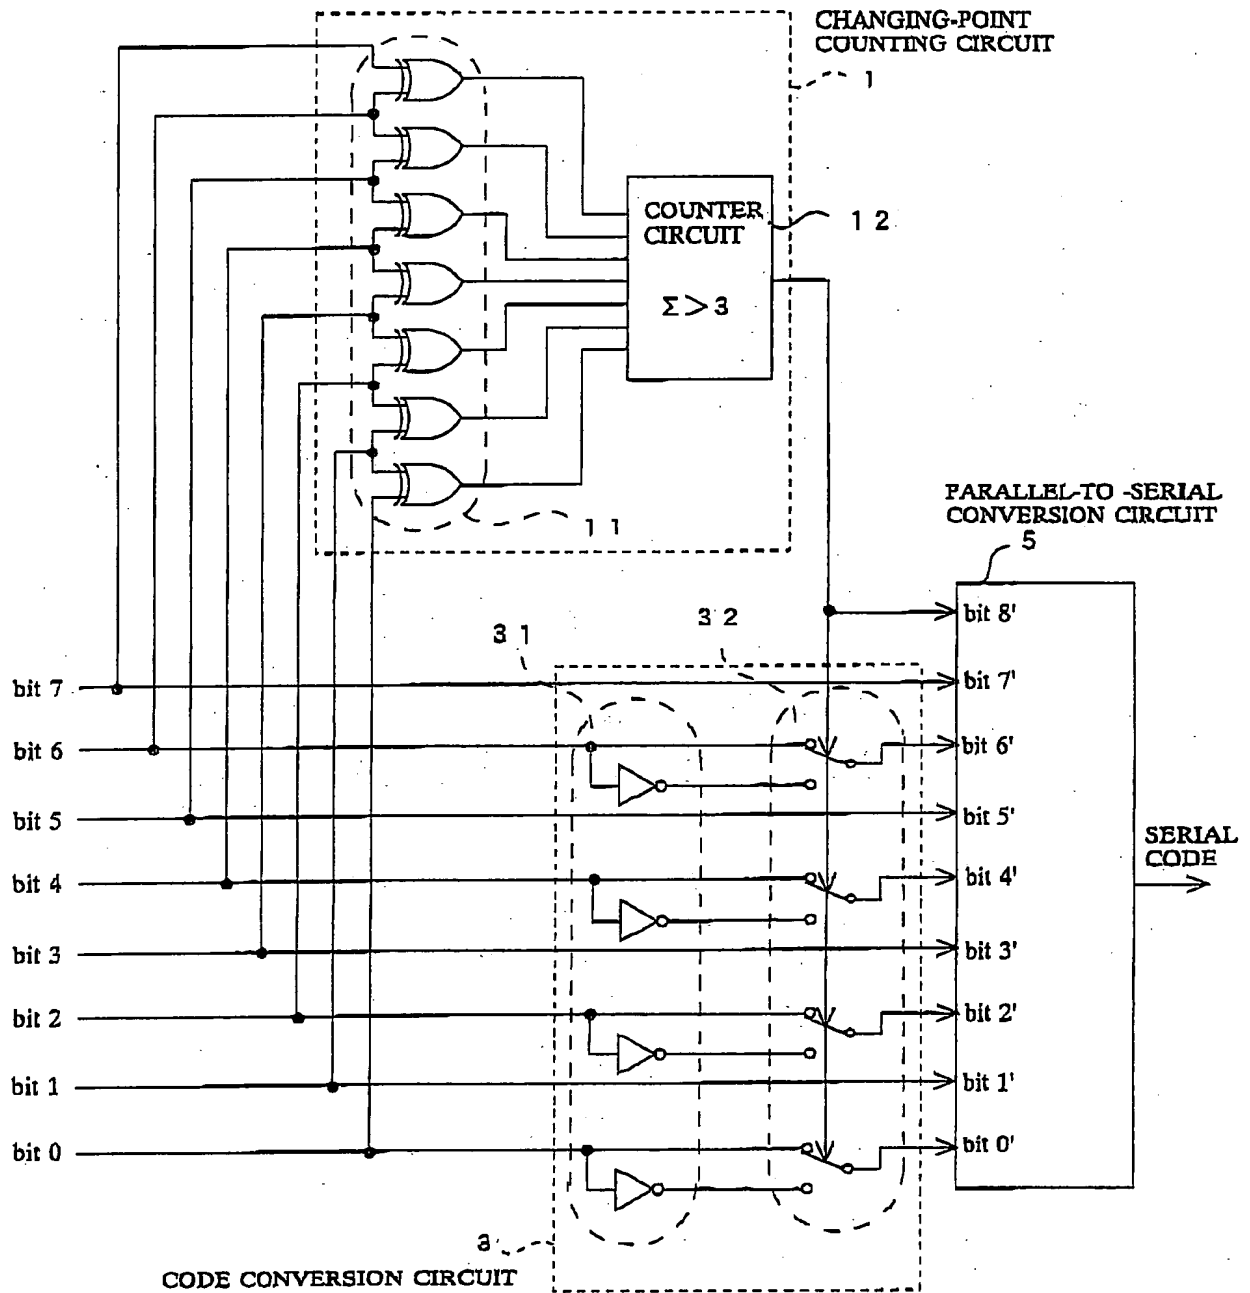 CHANGING-POINT
COUNTING CIRCUIT
1
COUNTER
CIRCUIT
Σ>3
1 2
1 1
PARALLEL-TO -SERIAL
CONVERSION CIRCUIT
5
3 1
3 2
bit 8'
bit 7
bit 7'
bit 6
bit 6'
bit 5
bit 5'
bit 4
bit 4'
bit 3
bit 3'
bit 2
bit 2'
bit 1
bit 1'
bit 0
bit 0'
SERIAL
CODE
3
CODE CONVERSION CIRCUIT